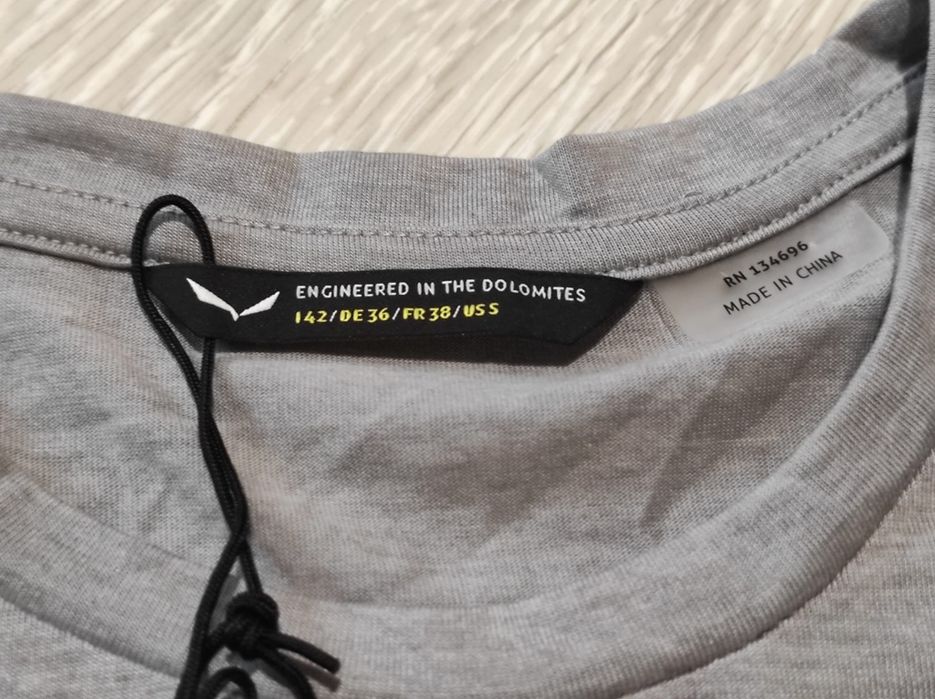 ENGINEERED IN THE DOLOMITES
I 42/DE 36/FR 38/US S
RN 134696
MADE IN CHINA